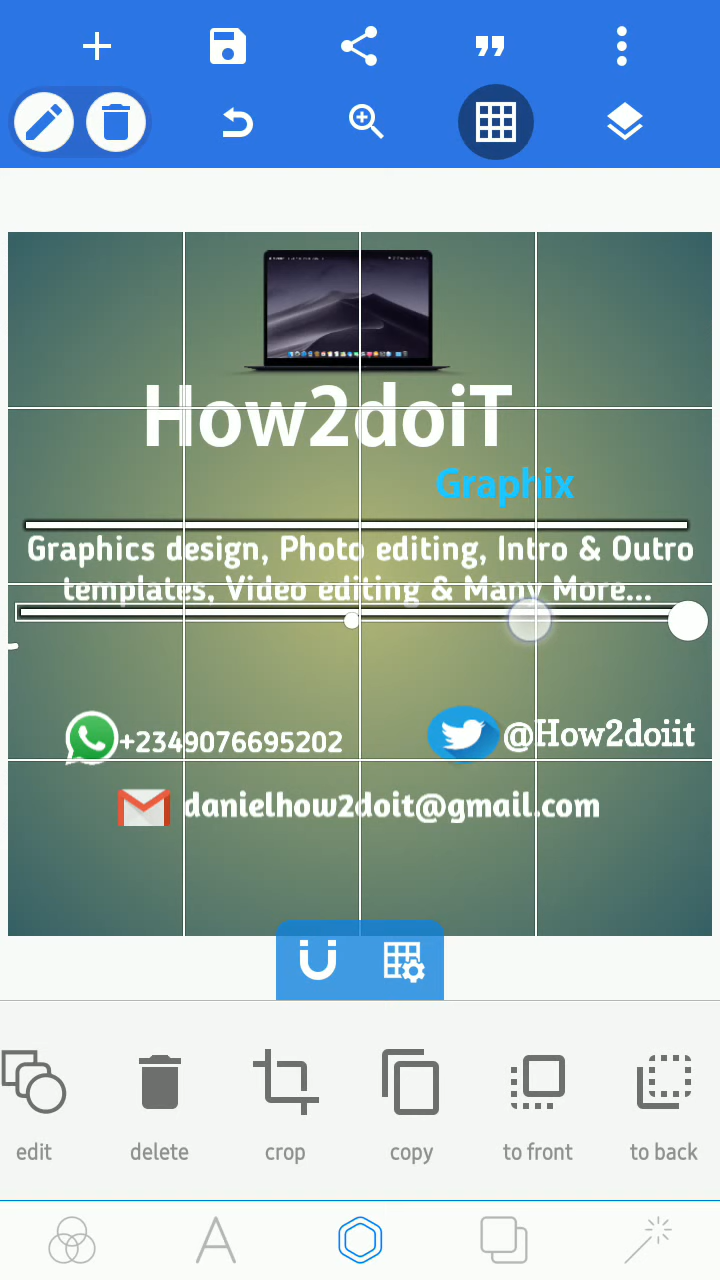 How2doiT
Graphix
Graphics design, Photo editing, Intro & Outro
templates, Video editing & Many More...
+2349076695202
@How2doiit
danielhow2doit@gmail.com
edit
delete
crop
copy
to front
to back